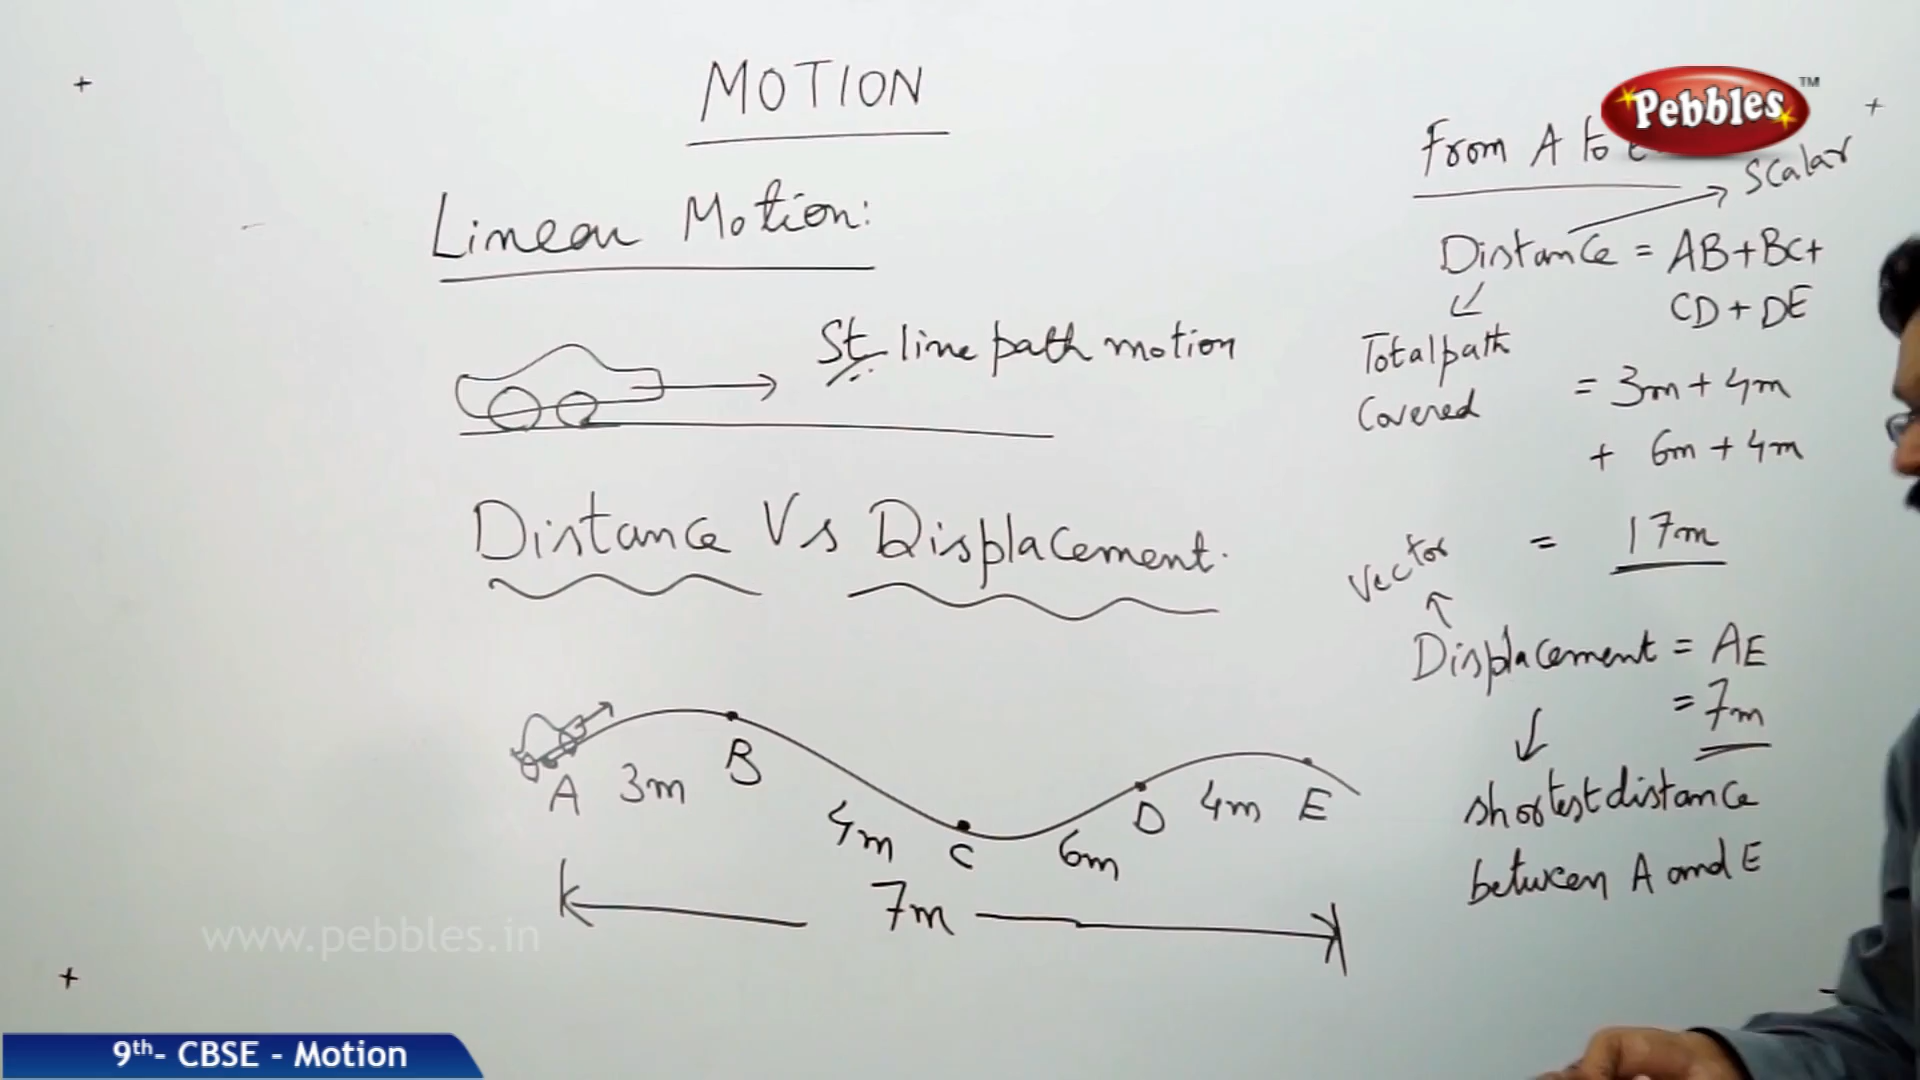 MOTION
Linear Motion:
St. line path motion
Distance Vs Displacement.
A 3m B 4m C 6m D 4m E
7m
From A to E
Scalar
Distance = AB+BC+
CD + DE
Total path
Covered
= 3m + 4m
+ 6m + 4m
= 17m
Vector
Displacement = AE
= 7m
shortest distance
between A and E
Pebbles TM
www.pebbles.in
9th- CBSE - Motion